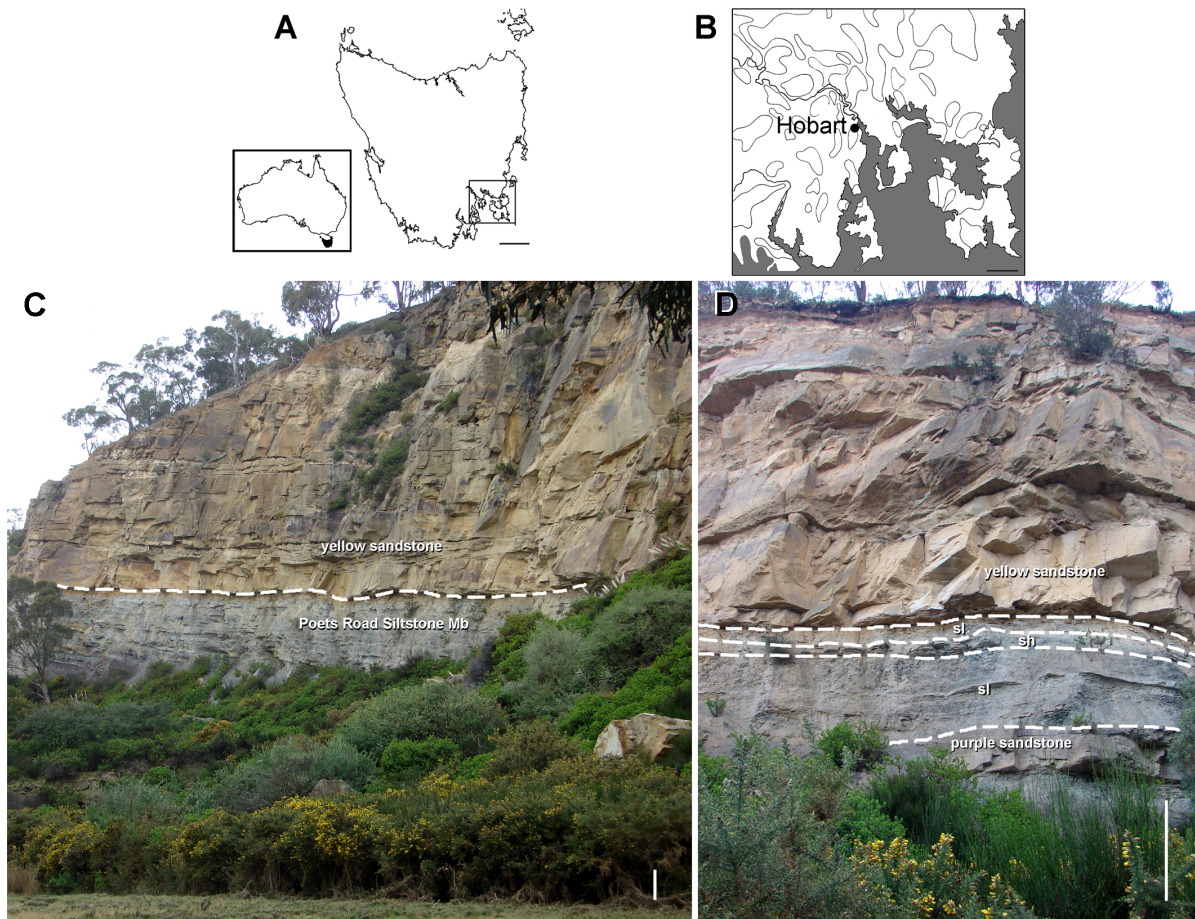 A
B
Hobart
C
yellow sandstone
Poets Road Siltstone Mb
D
yellow sandstone
sl
sh
sl
purple sandstone